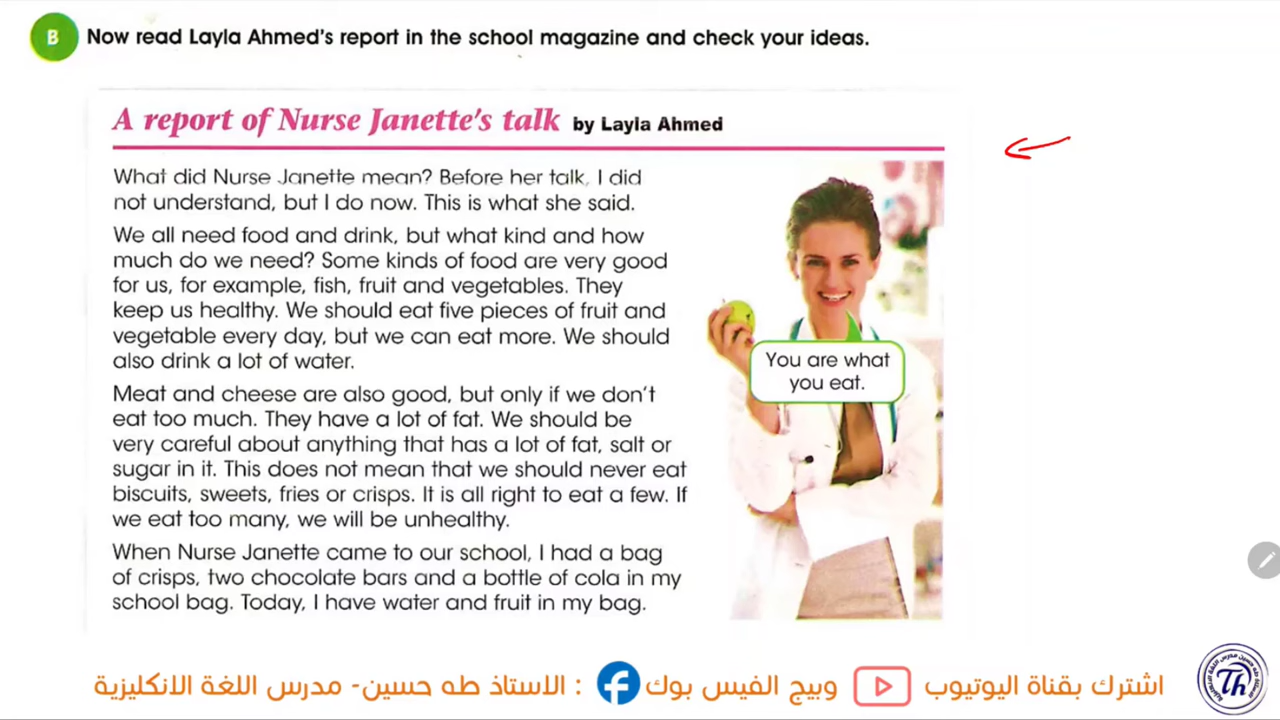 B Now read Layla Ahmed's report in the school magazine and check your ideas.
A report of Nurse Janette's talk by Layla Ahmed
What did Nurse Janette mean? Before her talk, I did
not understand, but I do now. This is what she said.
We all need food and drink, but what kind and how
much do we need? Some kinds of food are very good
for us, for example, fish, fruit and vegetables. They
keep us healthy. We should eat five pieces of fruit and
vegetable every day, but we can eat more. We should
also drink a lot of water.
Meat and cheese are also good, but only if we don't
eat too much. They have a lot of fat. We should be
very careful about anything that has a lot of fat, salt or
sugar in it. This does not mean that we should never eat
biscuits, sweets, fries or crisps. It is all right to eat a few. If
we eat too many, we will be unhealthy.
When Nurse Janette came to our school, I had a bag
of crisps, two chocolate bars and a bottle of cola in my
school bag. Today, I have water and fruit in my bag.
You are what
you eat.
اشترك بقناة اليوتيوب وبيج الفيس بوك : الاستاذ طه حسين- مدرس اللغة الانكليزية
Th